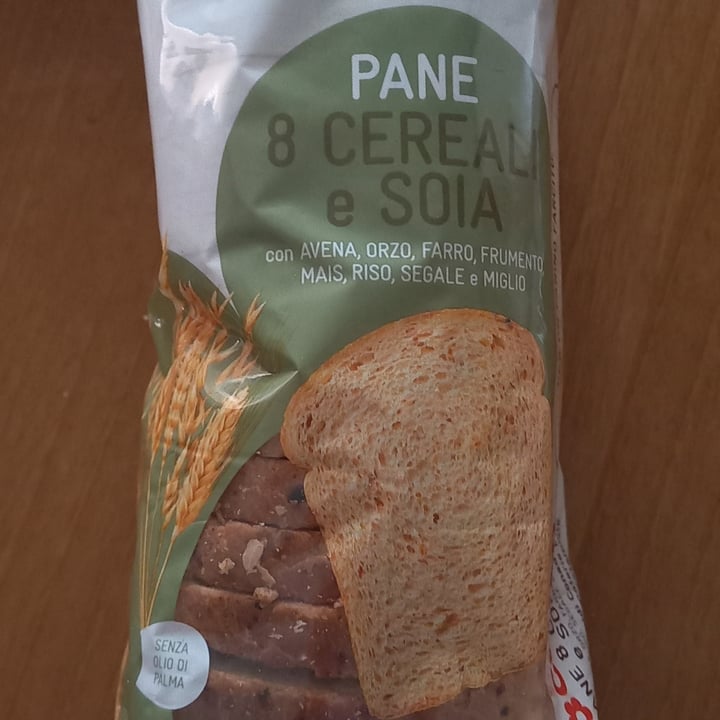 PANE
8 CEREALI
e SOIA
con AVENA, ORZO, FARRO, FRUMENTO,
MAIS, RISO, SEGALE e MIGLIO
SENZA
OLIO DI
PALMA